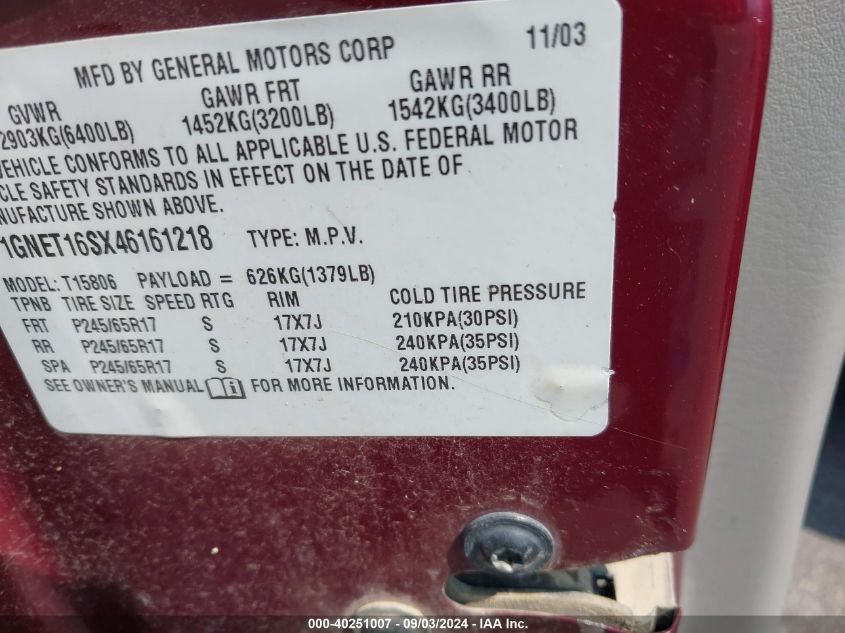 MFD BY GENERAL MOTORS CORP 11/03
GVWR GAWR FRT GAWR RR
2903KG(6400LB) 1452KG(3200LB) 1542KG(3400LB)
VEHICLE CONFORMS TO ALL APPLICABLE U.S. FEDERAL MOTOR
CLE SAFETY STANDARDS IN EFFECT ON THE DATE OF
NUFACTURE SHOWN ABOVE.
1GNET16SX46161218 TYPE: M.P.V.
MODEL: T15806 PAYLOAD = 626KG(1379LB)
TPNB TIRE SIZE SPEED RTG RIM COLD TIRE PRESSURE
FRT P245/65R17 S 17X7J 210KPA(30PSI)
RR P245/65R17 S 17X7J 240KPA(35PSI)
SPA P245/65R17 S 17X7J 240KPA(35PSI)
SEE OWNER'S MANUAL i FOR MORE INFORMATION.
000-40251007 - 09/03/2024 - IAAI Inc.